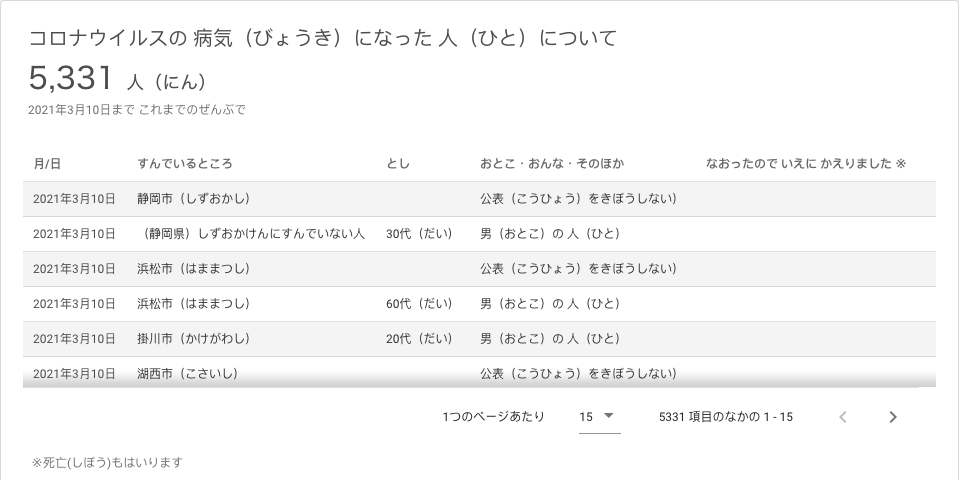 コロナウイルスの 病気（びょうき）になった 人（ひと）について
5,331 人（にん）
2021年3月10日まで これまでのぜんぶで
月/日 すんでいるところ とし おとこ・おんな・そのほか なおったので いえに かえりました ※
2021年3月10日 静岡市（しずおかし） 公表（こうひょう）をきぼうしない）
2021年3月10日 （静岡県）しずおかけんにすんでいない人 30代（だい） 男（おとこ）の 人（ひと）
2021年3月10日 浜松市（はままつし） 公表（こうひょう）をきぼうしない）
2021年3月10日 浜松市（はままつし） 60代（だい） 男（おとこ）の 人（ひと）
2021年3月10日 掛川市（かけがわし） 20代（だい） 男（おとこ）の 人（ひと）
2021年3月10日 湖西市（こさいし） 公表（こうひょう）をきぼうしない）
1つのページあたり 15 5331 項目のなかの 1 - 15
※死亡(しぼう)もはいります